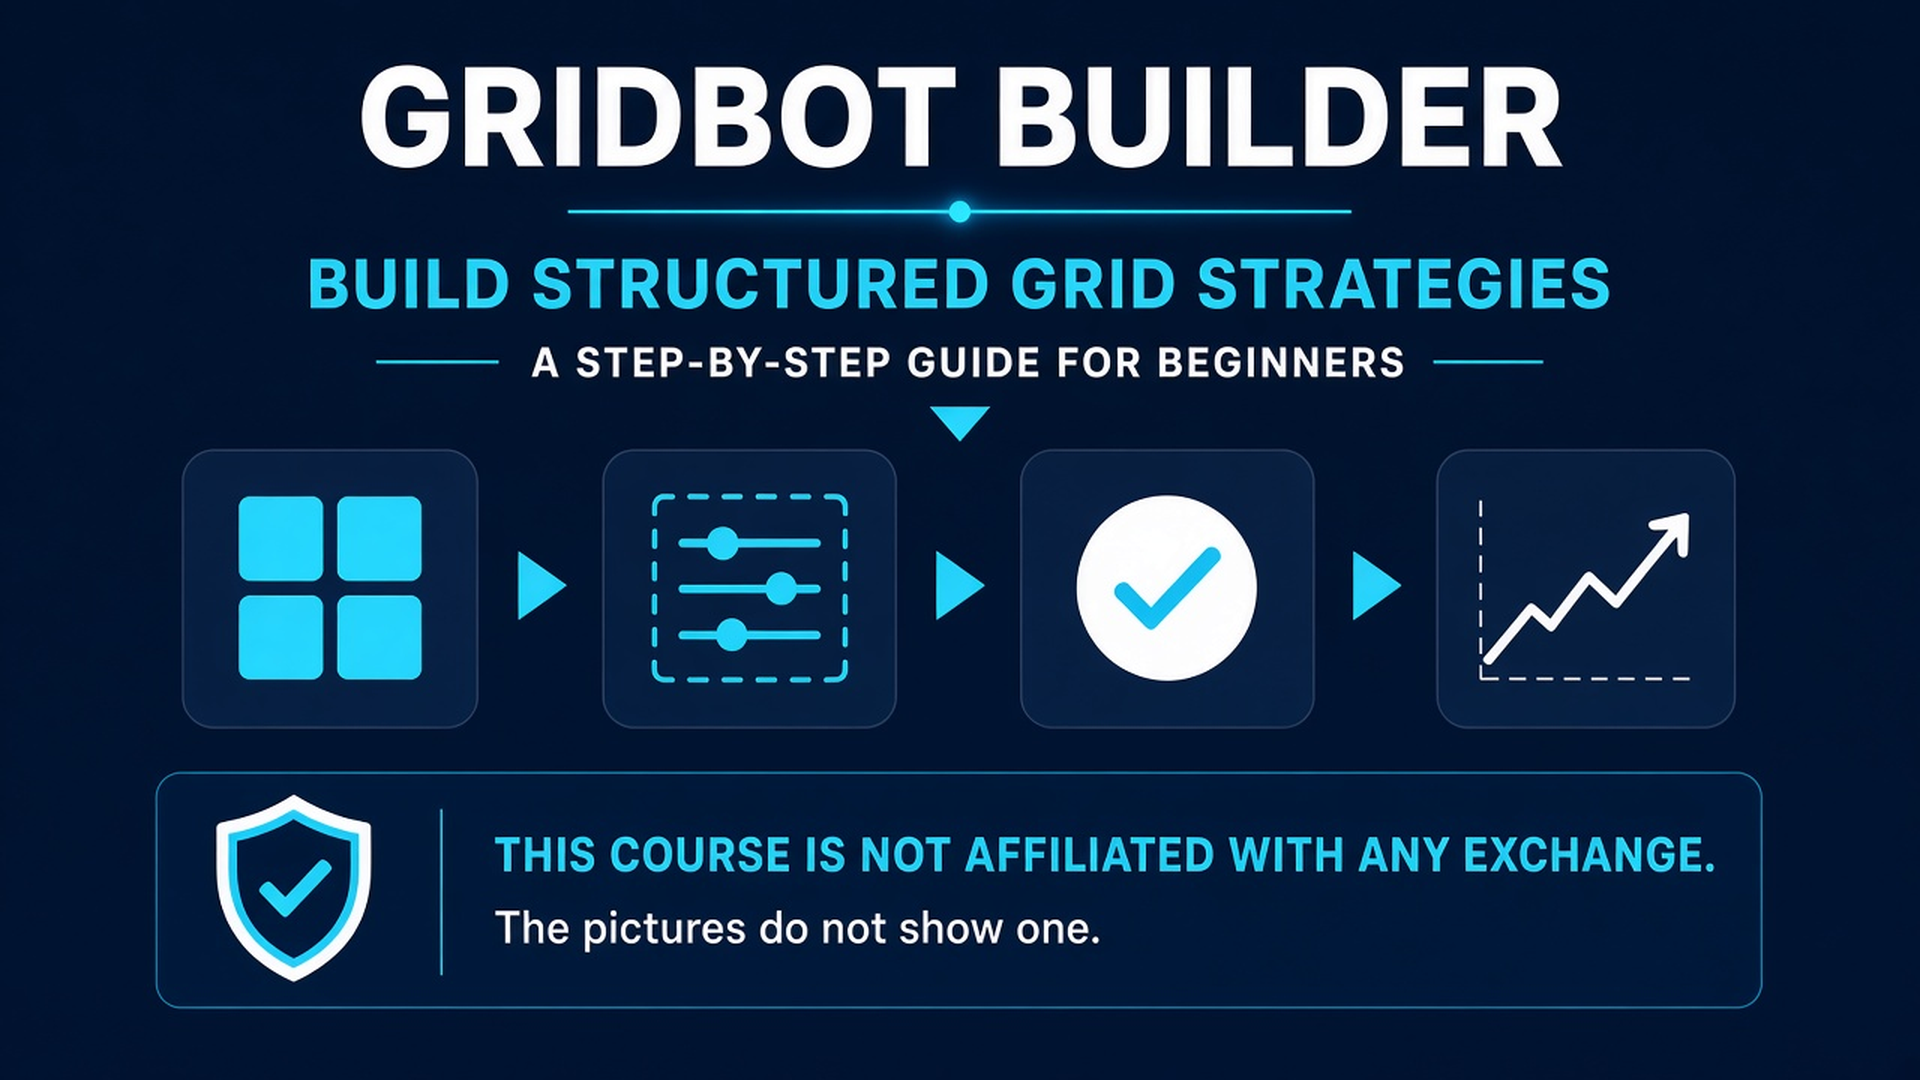 GRIDBOT BUILDER
BUILD STRUCTURED GRID STRATEGIES
A STEP-BY-STEP GUIDE FOR BEGINNERS
THIS COURSE IS NOT AFFILIATED WITH ANY EXCHANGE.
The pictures do not show one.